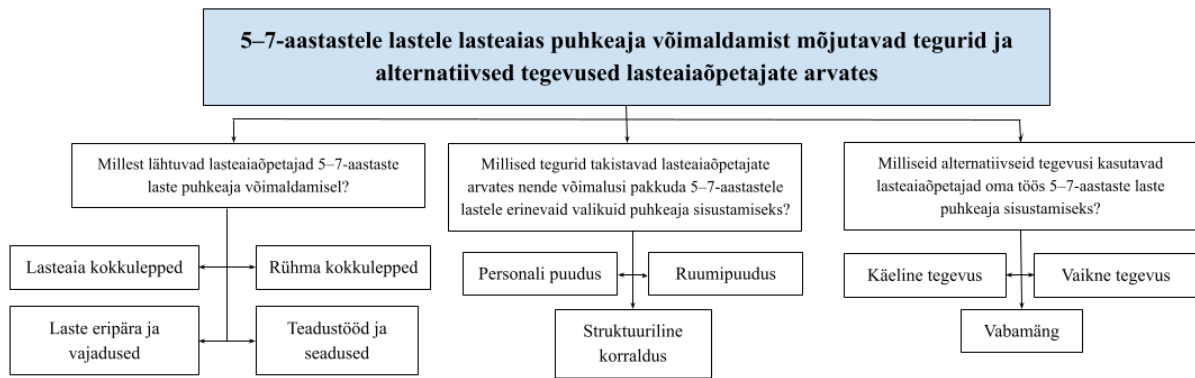 5–7-aastastele lastele lasteaias puhkeaja võimaldamist mõjutavad tegurid ja
alternatiivsed tegevused lasteaiaõpetajate arvates
Millest lähtuvad lasteaiaõpetajad 5–7-aastaste
laste puhkeaja võimaldamisel?
Lasteaia kokkulepped
Rühma kokkulepped
Laste eripära ja
vajadused
Teadustööd ja
seadused
Millised tegurid takistavad lasteaiaõpetajate
arvates nende võimalusi pakkuda 5–7-aastastele
lastele erinevaid valikuid puhkeaja sisustamiseks?
Personali puudus
Ruumipuudus
Struktuuriline
korraldus
Milliseid alternatiivseid tegevusi kasutavad
lasteaiaõpetajad oma töös 5–7-aastaste laste
puhkeaja sisustamiseks?
Käeline tegevus
Vaikne tegevus
Vabamäng